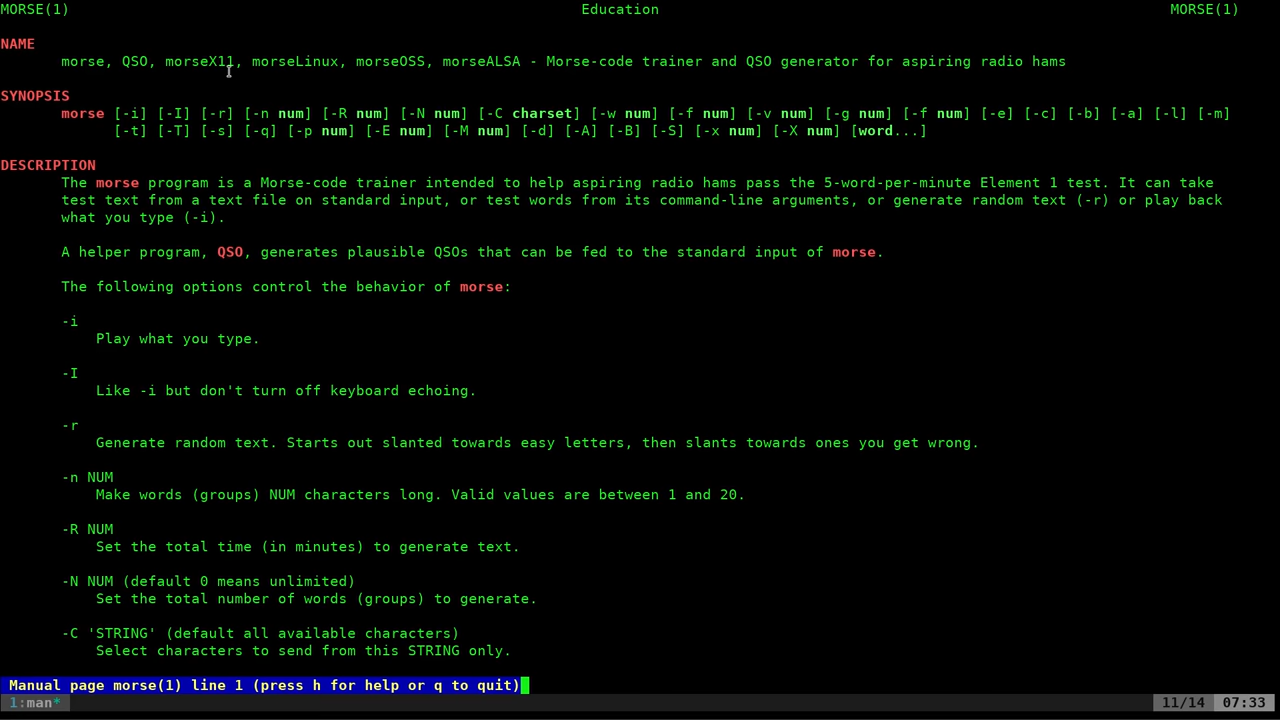 MORSE(1) Education MORSE(1)
NAME
morse, QSO, morseX11, morseLinux, morseOSS, morseALSA - Morse-code trainer and QSO generator for aspiring radio hams
SYNOPSIS
morse [-i] [-I] [-r] [-n num] [-R num] [-N num] [-C charset] [-w num] [-f num] [-v num] [-g num] [-f num] [-e] [-c] [-b] [-a] [-l] [-m]
[-t] [-T] [-s] [-q] [-p num] [-E num] [-M num] [-d] [-A] [-B] [-S] [-x num] [-X num] [word...]
DESCRIPTION
The morse program is a Morse-code trainer intended to help aspiring radio hams pass the 5-word-per-minute Element 1 test. It can take
test text from a text file on standard input, or test words from its command-line arguments, or generate random text (-r) or play back
what you type (-i).
A helper program, QSO, generates plausible QSOs that can be fed to the standard input of morse.
The following options control the behavior of morse:
-i
Play what you type.
-I
Like -i but don't turn off keyboard echoing.
-r
Generate random text. Starts out slanted towards easy letters, then slants towards ones you get wrong.
-n NUM
Make words (groups) NUM characters long. Valid values are between 1 and 20.
-R NUM
Set the total time (in minutes) to generate text.
-N NUM (default 0 means unlimited)
Set the total number of words (groups) to generate.
-C 'STRING' (default all available characters)
Select characters to send from this STRING only.
Manual page morse(1) line 1 (press h for help or q to quit)
1:man* 11/14 07:33